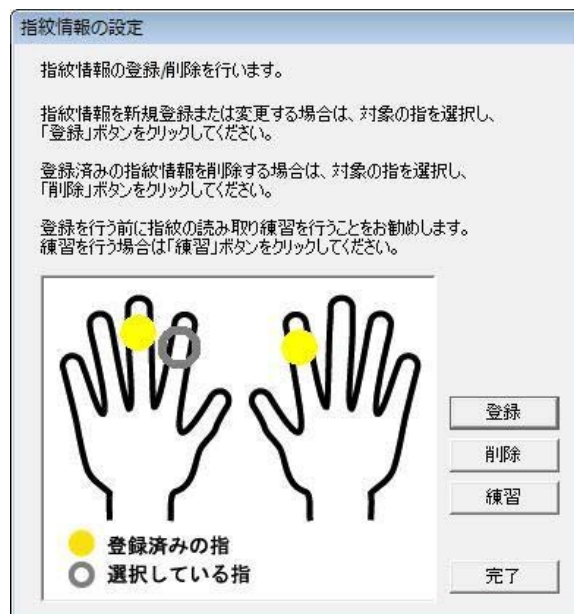 指紋情報の設定
指紋情報の登録/削除を行います。
指紋情報を新規登録または変更する場合は、対象の指を選択し、
「登録」ボタンをクリックしてください。
登録済みの指紋情報を削除する場合は、対象の指を選択し、
「削除」ボタンをクリックしてください。
登録を行う前に指紋の読み取り練習を行うことをお勧めします。
練習を行う場合は「練習」ボタンをクリックしてください。
登録
削除
練習
登録済みの指
選択している指
完了